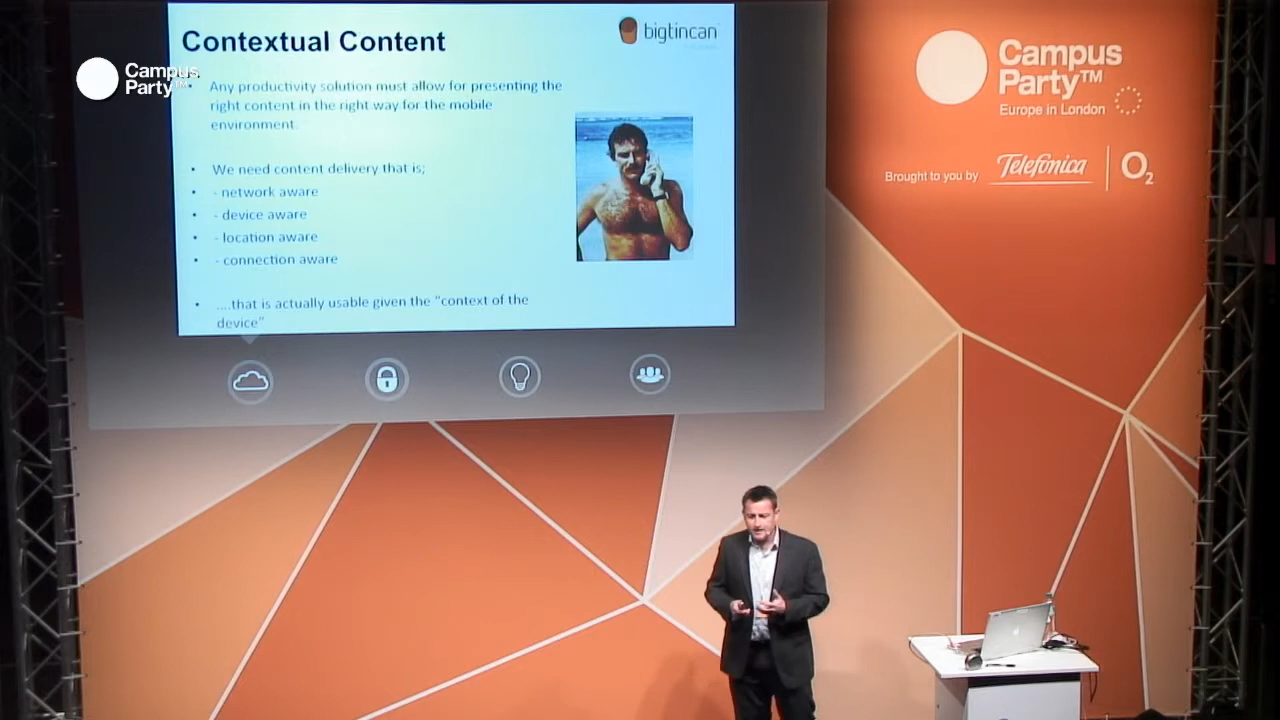 Contextual Content
bigtincan
Campus
Party™
Any productivity solution must allow for presenting the
right content in the right way for the mobile
environment.
We need content delivery that is;
- network aware
- device aware
- location aware
- connection aware
....that is actually usable given the "context of the
device"
Campus
Party™
Europe in London
Brought to you by Telefónica O2